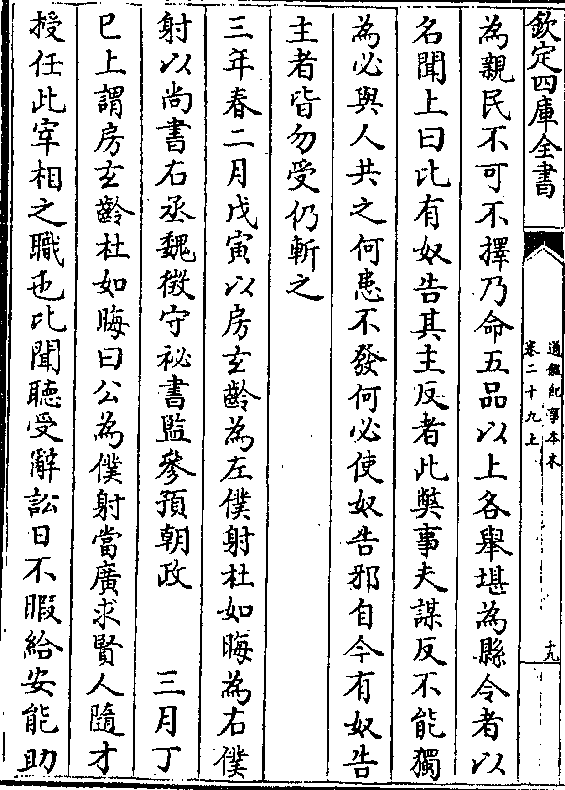 欽定四庫全書
通鑑紀事本末
卷二十九上
十九
為親民不可不擇乃命五品以上各舉堪為縣令者以
名聞上曰比有奴告其主反者此獘事夫謀反不能獨
為必與人共之何患不發何必使奴告邪自今有奴告
主者皆勿受仍斬之
三年春二月戊寅以房玄齡為左僕射杜如晦為右僕
射以尚書右丞魏徴守祕書監參預朝政　三月丁
巳上謂房玄齡杜如晦曰公為僕射當廣求賢人隨才
授任此宰相之職也比聞聽受辭訟日不暇給安能助